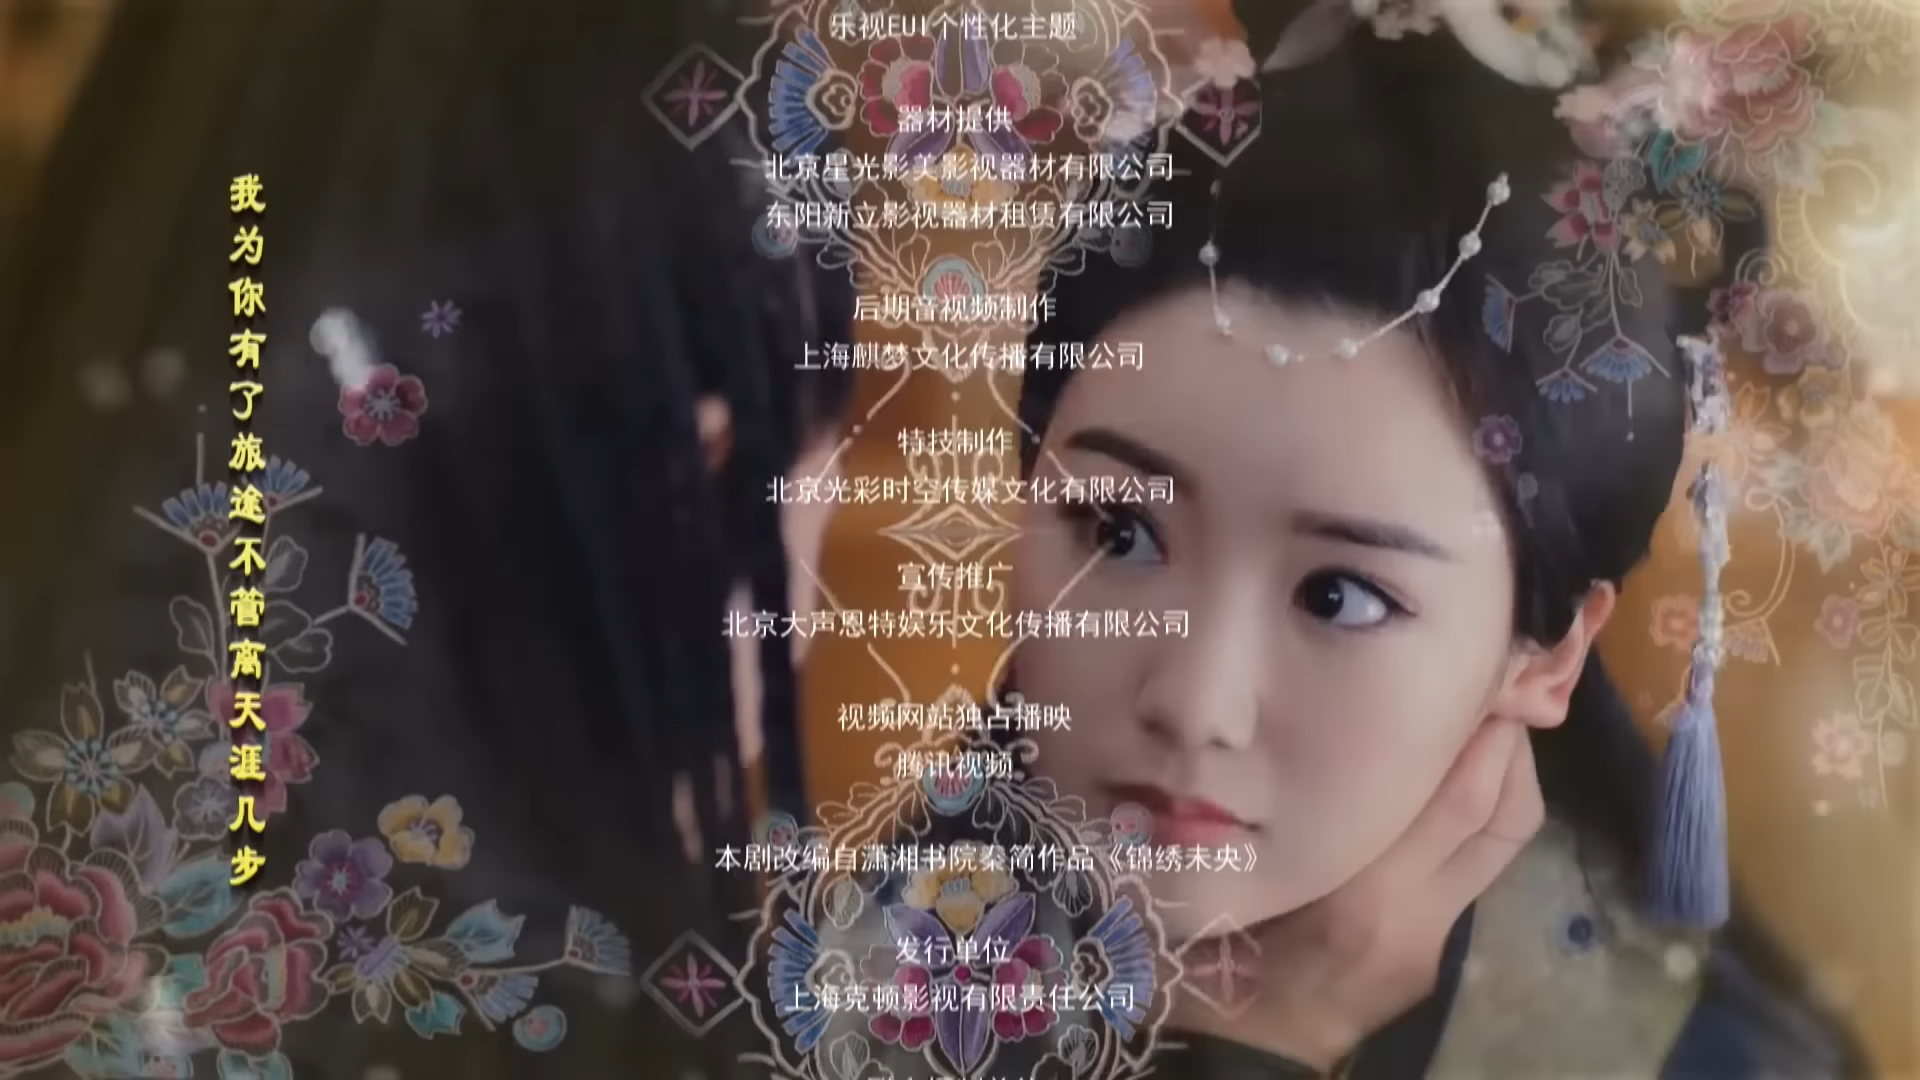 我为你有了旅途不管离天涯几步
乐视EUI个性化主题
器材提供
北京星光影美影视器材有限公司
东阳新立影视器材租赁有限公司
后期音视频制作
上海麒梦文化传播有限公司
特技制作
北京光彩时空传媒文化有限公司
宣传推广
北京大声恩特娱乐文化传播有限公司
视频网站独占播映
腾讯视频
本剧改编自潇湘书院秦简作品《锦绣未央》
发行单位
上海克顿影视有限责任公司